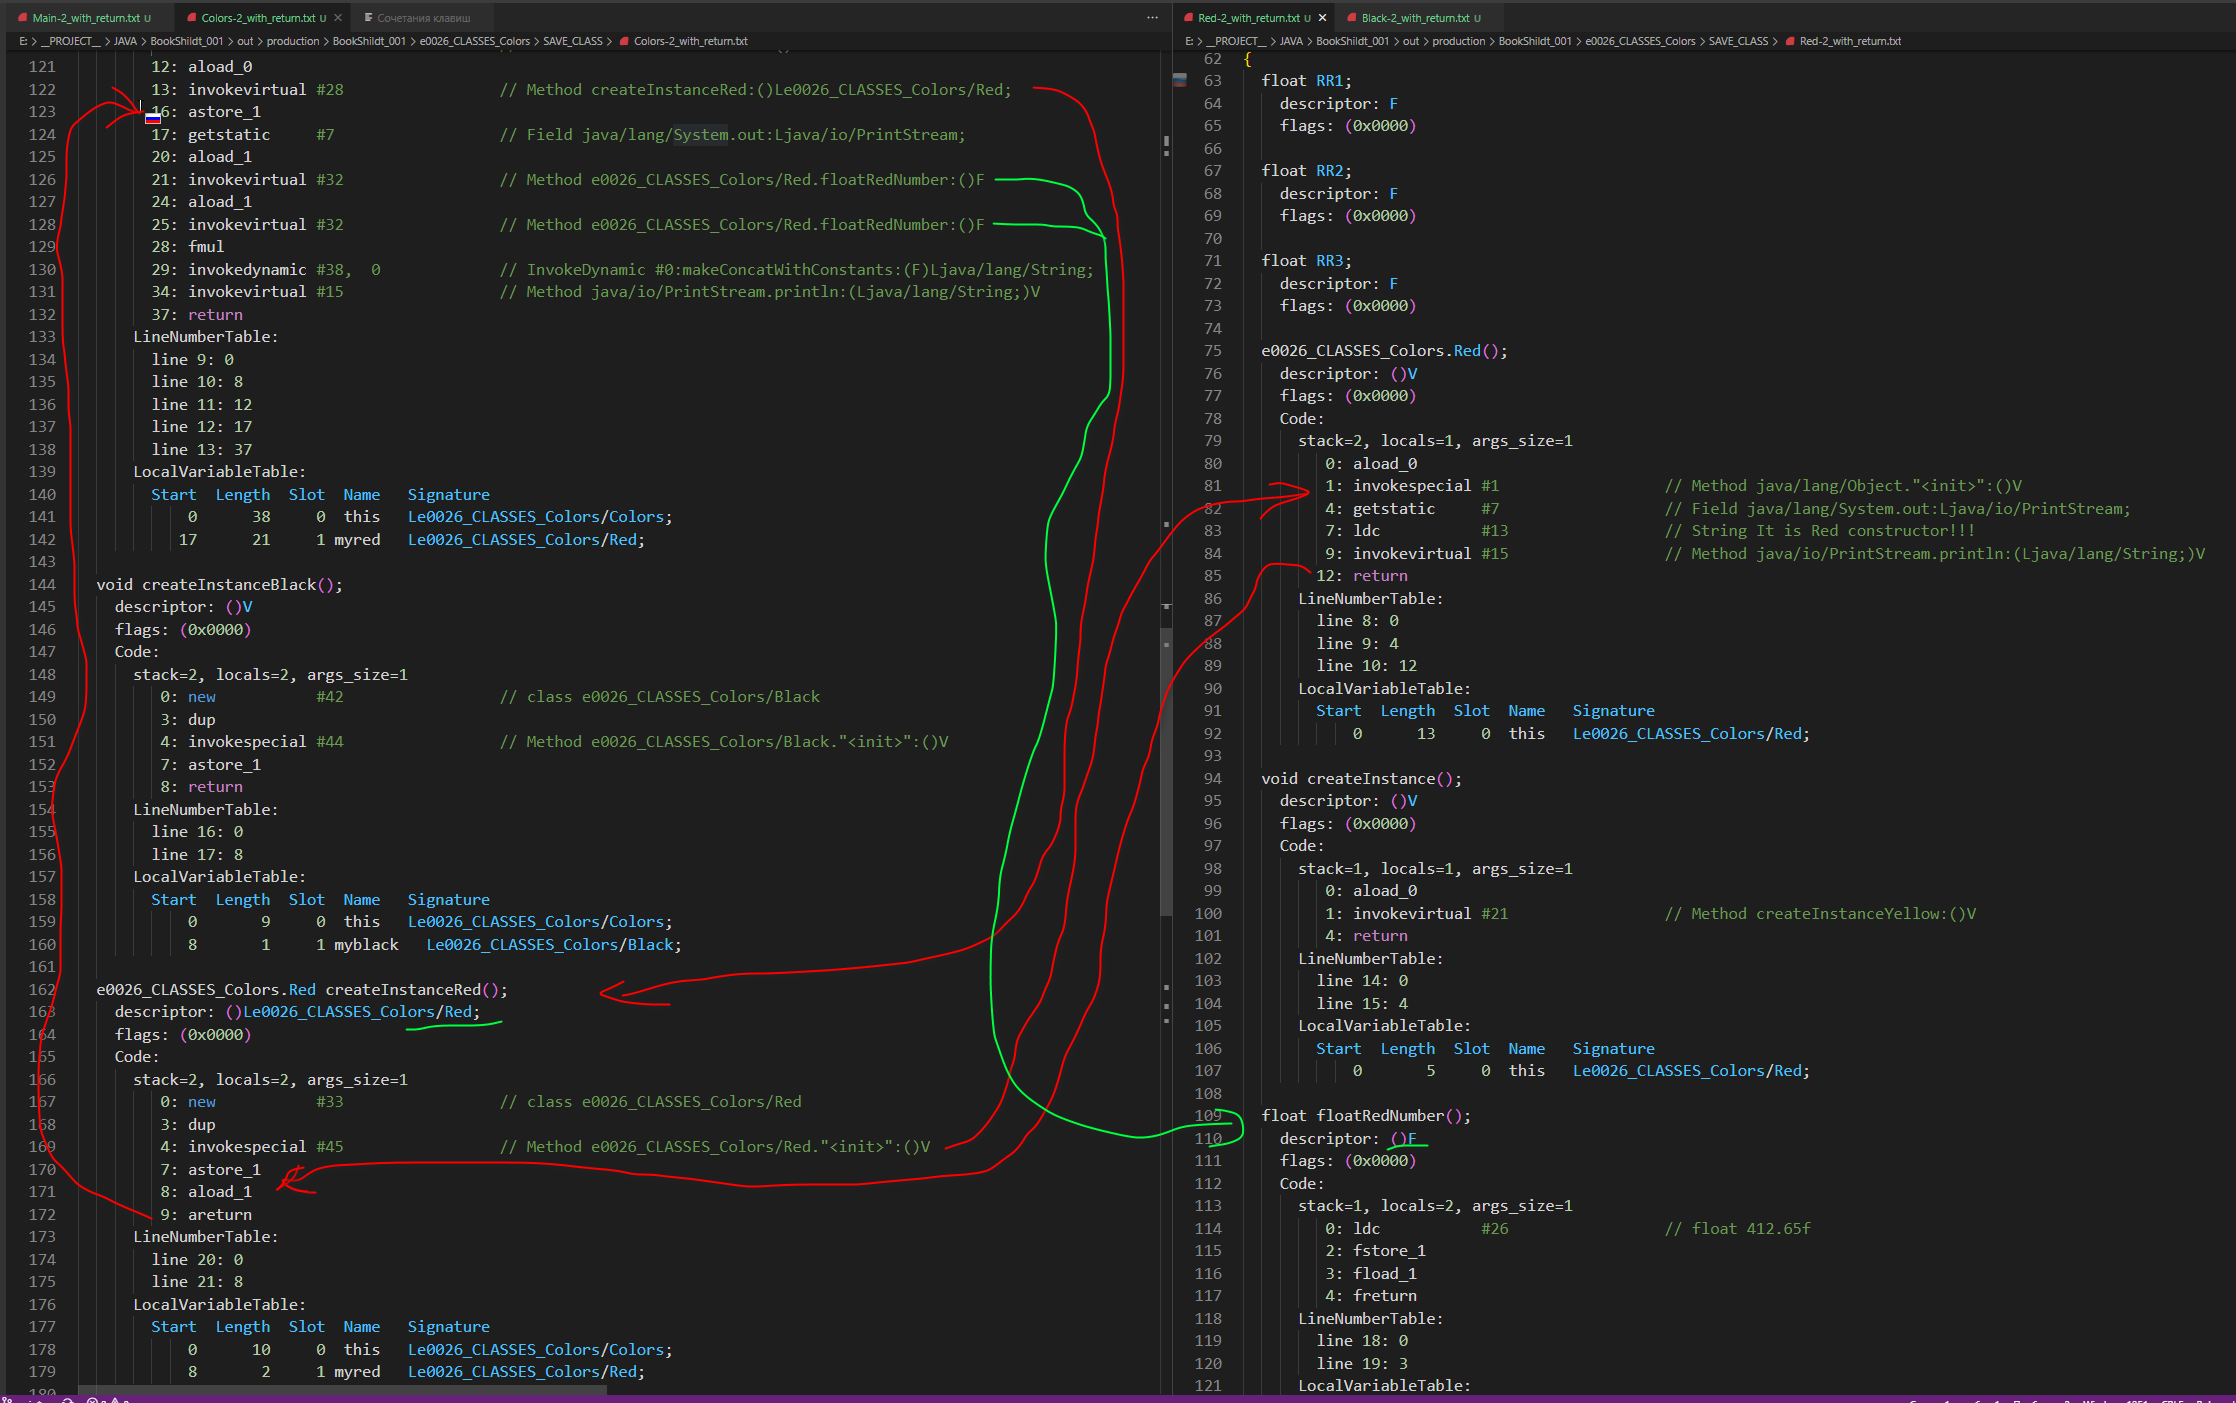 Main-2_with_return.txt U
Colors-2_with_return.txt U
Сочетания клавиш
E: > __PROJECT__ > JAVA > BookShildt_001 > out > production > BookShildt_001 > e0026_CLASSES_Colors > SAVE_CLASS > Colors-2_with_return.txt
121 12: aload_0
122 13: invokevirtual #28 // Method createInstanceRed:()Le0026_CLASSES_Colors/Red;
123 16: astore_1
124 17: getstatic #7 // Field java/lang/System.out:Ljava/io/PrintStream;
125 20: aload_1
126 21: invokevirtual #32 // Method e0026_CLASSES_Colors/Red.floatRedNumber:()F
127 24: aload_1
128 25: invokevirtual #32 // Method e0026_CLASSES_Colors/Red.floatRedNumber:()F
129 28: fmul
130 29: invokedynamic #38, 0 // InvokeDynamic #0:makeConcatWithConstants:(F)Ljava/lang/String;
131 34: invokevirtual #15 // Method java/io/PrintStream.println:(Ljava/lang/String;)V
132 37: return
133 LineNumberTable:
134 line 9: 0
135 line 10: 8
136 line 11: 12
137 line 12: 17
138 line 13: 37
139 LocalVariableTable:
140 Start Length Slot Name Signature
141 0 38 0 this Le0026_CLASSES_Colors/Colors;
142 17 21 1 myred Le0026_CLASSES_Colors/Red;
143
144 void createInstanceBlack();
145 descriptor: ()V
146 flags: (0x0000)
147 Code:
148 stack=2, locals=2, args_size=1
149 0: new #42 // class e0026_CLASSES_Colors/Black
150 3: dup
151 4: invokespecial #44 // Method e0026_CLASSES_Colors/Black."<init>":()V
152 7: astore_1
153 8: return
154 LineNumberTable:
155 line 16: 0
156 line 17: 8
157 LocalVariableTable:
158 Start Length Slot Name Signature
159 0 9 0 this Le0026_CLASSES_Colors/Colors;
160 8 1 1 myblack Le0026_CLASSES_Colors/Black;
161
162 e0026_CLASSES_Colors.Red createInstanceRed();
163 descriptor: ()Le0026_CLASSES_Colors/Red;
164 flags: (0x0000)
165 Code:
166 stack=2, locals=2, args_size=1
167 0: new #33 // class e0026_CLASSES_Colors/Red
168 3: dup
169 4: invokespecial #45 // Method e0026_CLASSES_Colors/Red."<init>":()V
170 7: astore_1
171 8: aload_1
172 9: areturn
173 LineNumberTable:
174 line 20: 0
175 line 21: 8
176 LocalVariableTable:
177 Start Length Slot Name Signature
178 0 10 0 this Le0026_CLASSES_Colors/Colors;
179 8 2 1 myred Le0026_CLASSES_Colors/Red;
180
Red-2_with_return.txt U
Black-2_with_return.txt U
E: > __PROJECT__ > JAVA > BookShildt_001 > out > production > BookShildt_001 > e0026_CLASSES_Colors > SAVE_CLASS > Red-2_with_return.txt
62 {
63 float RR1;
64 descriptor: F
65 flags: (0x0000)
66
67 float RR2;
68 descriptor: F
69 flags: (0x0000)
70
71 float RR3;
72 descriptor: F
73 flags: (0x0000)
74
75 e0026_CLASSES_Colors.Red();
76 descriptor: ()V
77 flags: (0x0000)
78 Code:
79 stack=2, locals=1, args_size=1
80 0: aload_0
81 1: invokespecial #1 // Method java/lang/Object."<init>":()V
82 4: getstatic #7 // Field java/lang/System.out:Ljava/io/PrintStream;
83 7: ldc #13 // String It is Red constructor!!!
84 9: invokevirtual #15 // Method java/io/PrintStream.println:(Ljava/lang/String;)V
85 12: return
86 LineNumberTable:
87 line 8: 0
88 line 9: 4
89 line 10: 12
90 LocalVariableTable:
91 Start Length Slot Name Signature
92 0 13 0 this Le0026_CLASSES_Colors/Red;
93
94 void createInstance();
95 descriptor: ()V
96 flags: (0x0000)
97 Code:
98 stack=1, locals=1, args_size=1
99 0: aload_0
100 1: invokevirtual #21 // Method createInstanceYellow:()V
101 4: return
102 LineNumberTable:
103 line 14: 0
104 line 15: 4
105 LocalVariableTable:
106 Start Length Slot Name Signature
107 0 5 0 this Le0026_CLASSES_Colors/Red;
108
109 float floatRedNumber();
110 descriptor: ()F
111 flags: (0x0000)
112 Code:
113 stack=1, locals=2, args_size=1
114 0: ldc #26 // float 412.65f
115 2: fstore_1
116 3: fload_1
117 4: freturn
118 LineNumberTable:
119 line 18: 0
120 line 19: 3
121 LocalVariableTable: